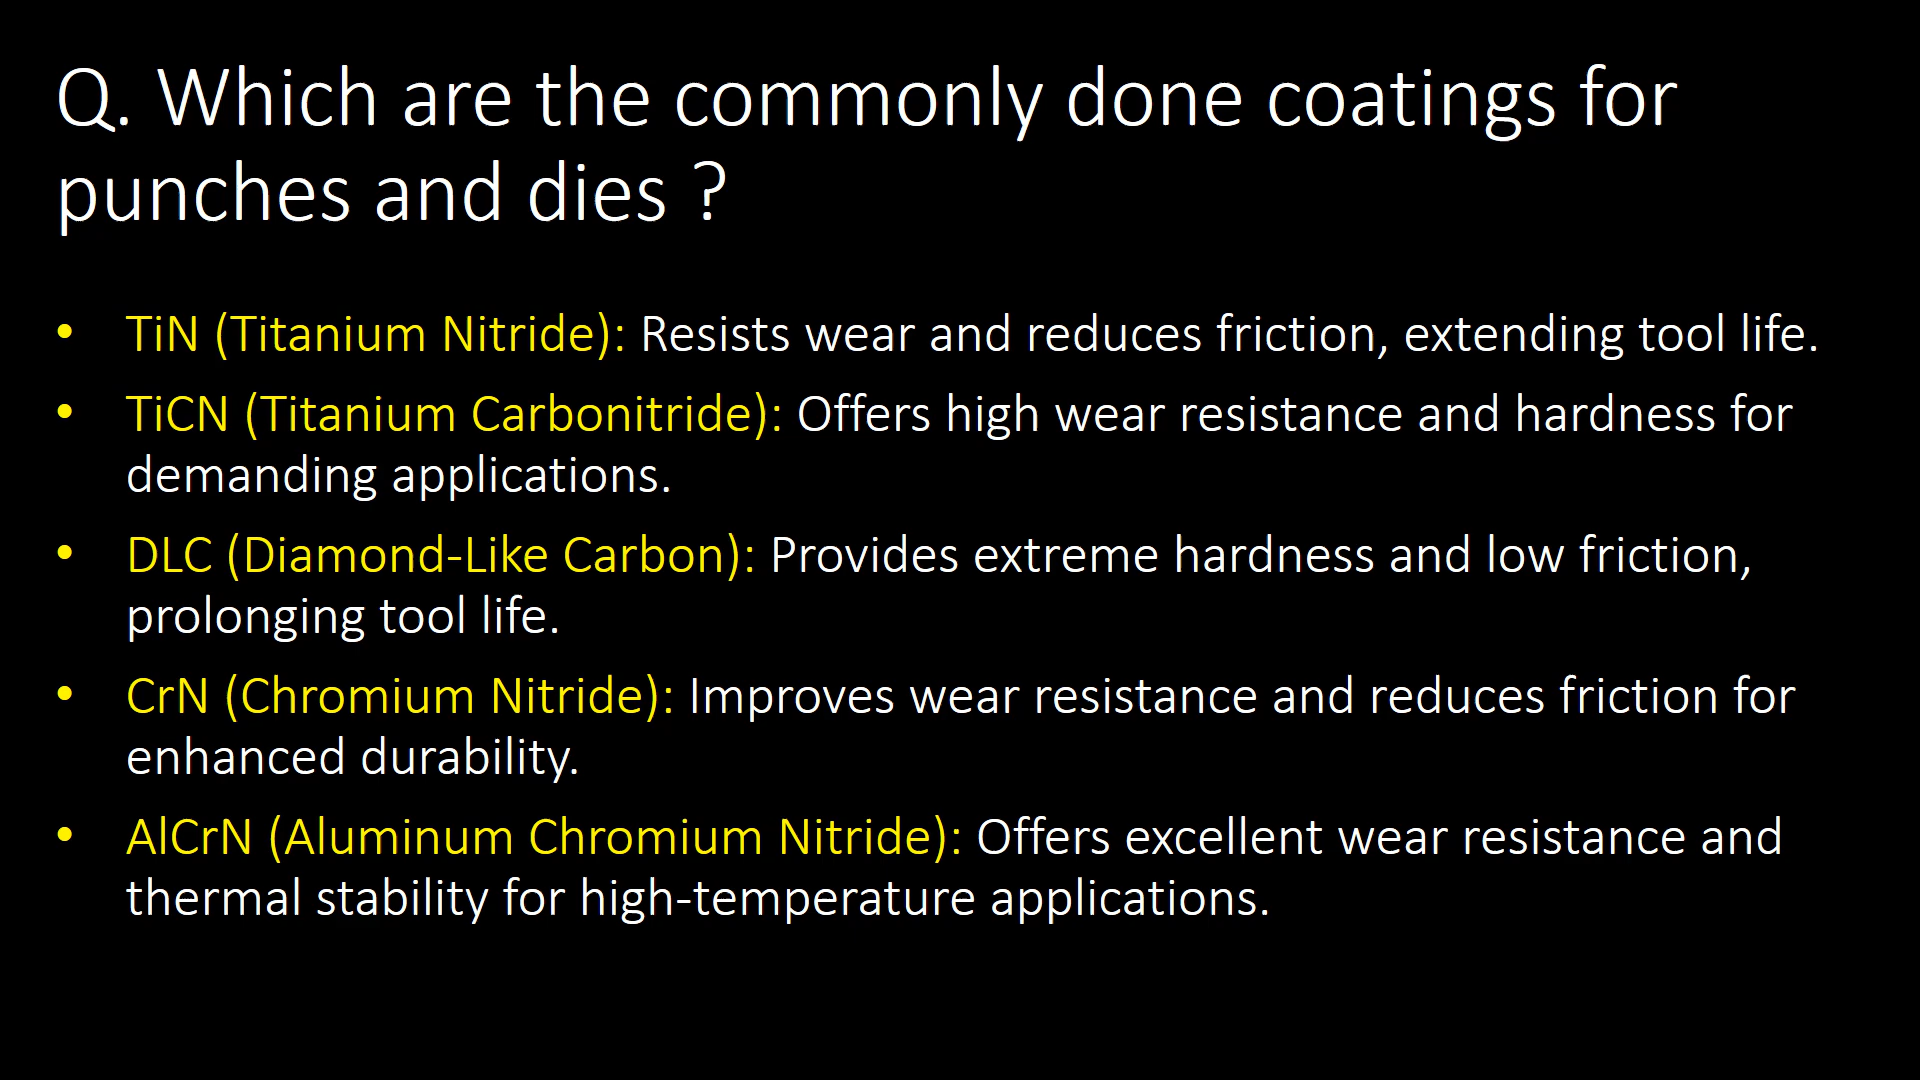 Q. Which are the commonly done coatings for
punches and dies ?
• TiN (Titanium Nitride): Resists wear and reduces friction, extending tool life.
• TiCN (Titanium Carbonitride): Offers high wear resistance and hardness for
demanding applications.
• DLC (Diamond-Like Carbon): Provides extreme hardness and low friction,
prolonging tool life.
• CrN (Chromium Nitride): Improves wear resistance and reduces friction for
enhanced durability.
• AlCrN (Aluminum Chromium Nitride): Offers excellent wear resistance and
thermal stability for high-temperature applications.